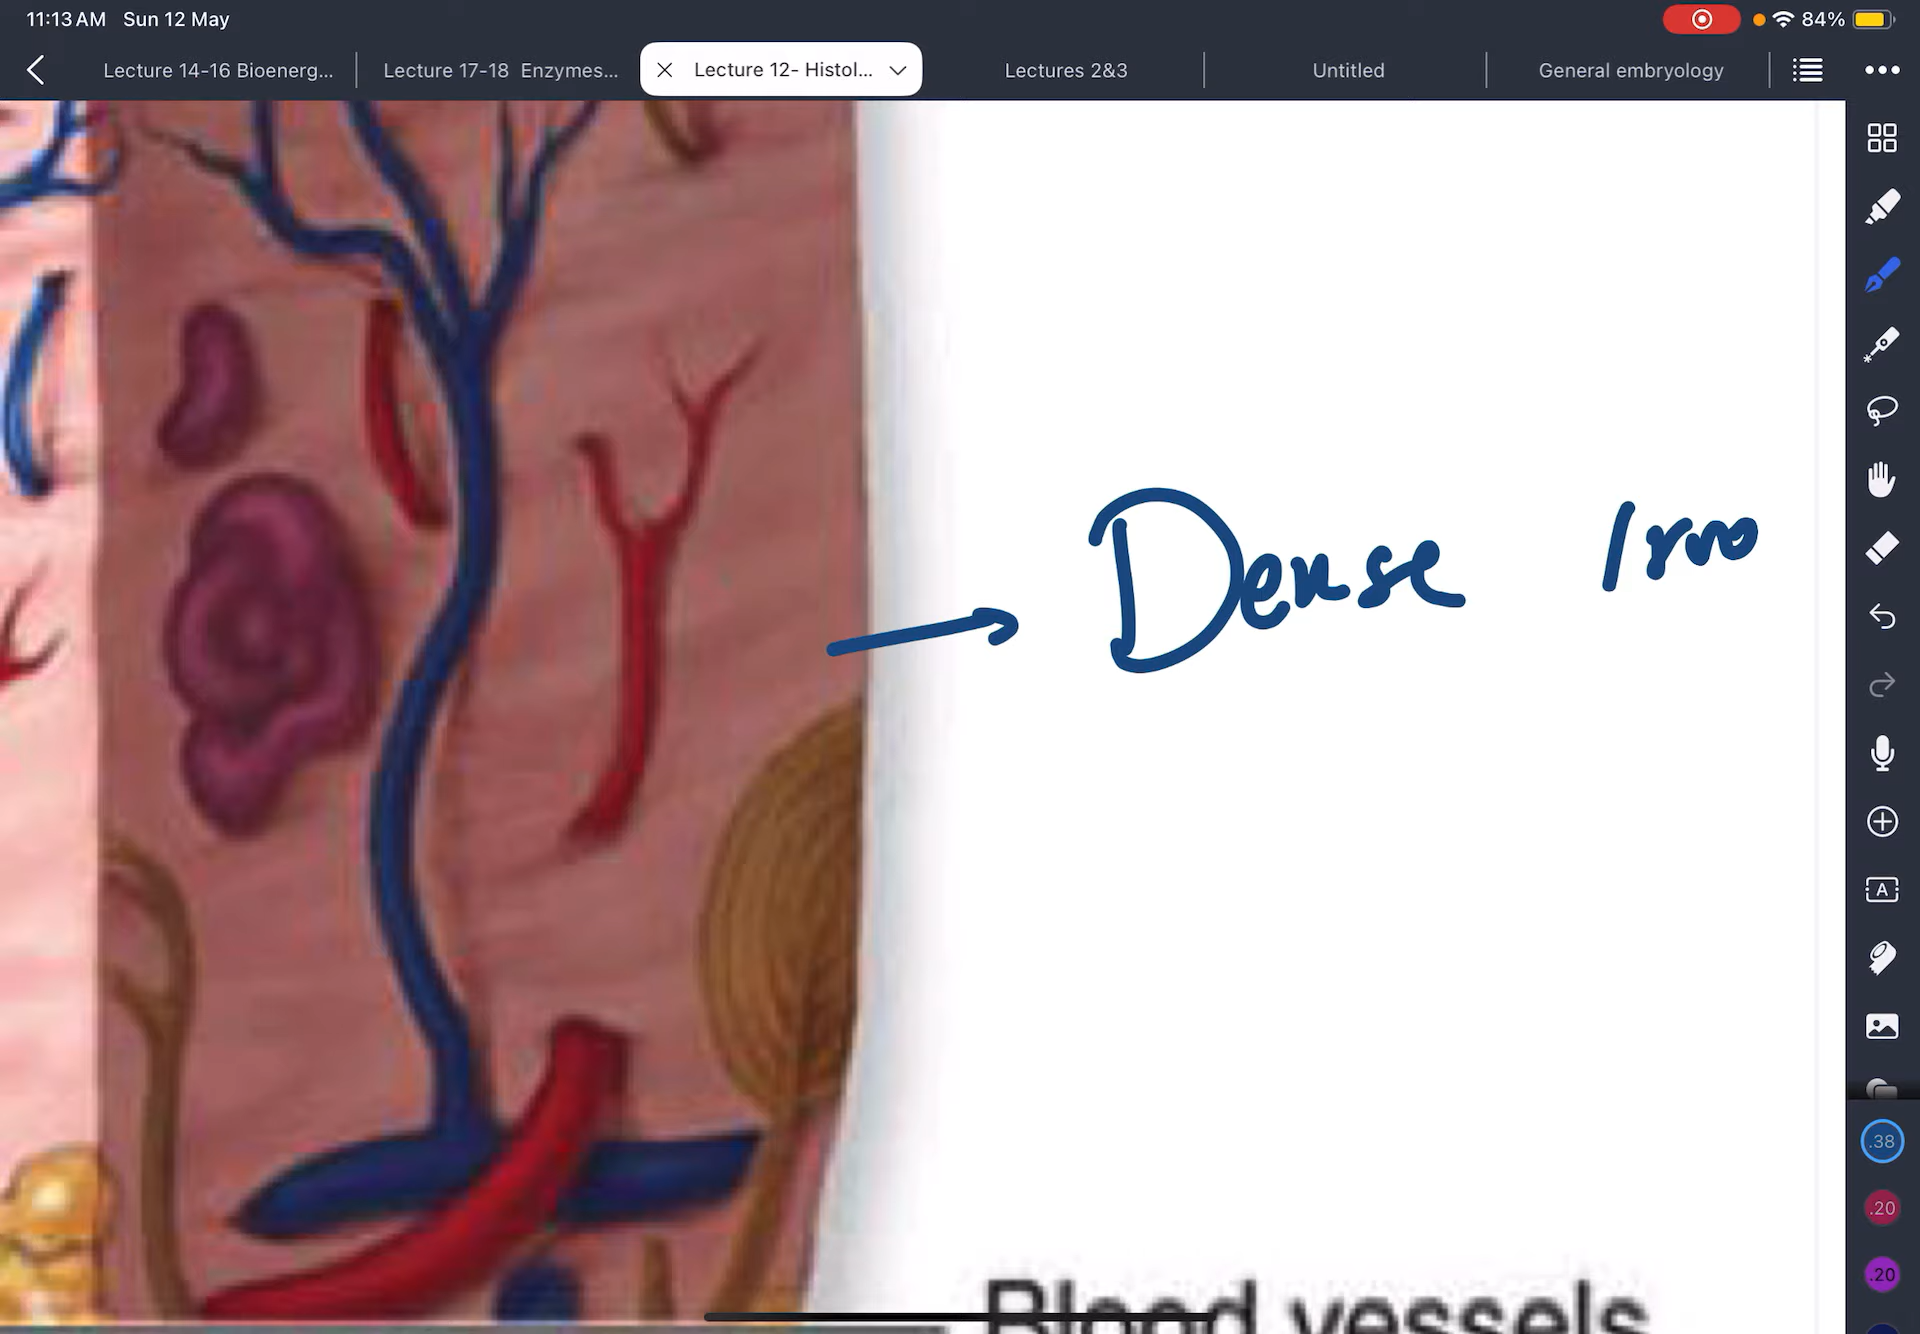 11:13 AM Sun 12 May 84%
Lecture 14-16 Bioenerg... Lecture 17-18 Enzymes... Lecture 12- Histol... Lectures 2&3 Untitled General embryology
Dense
A
.38
.20
.20
Blood vessels